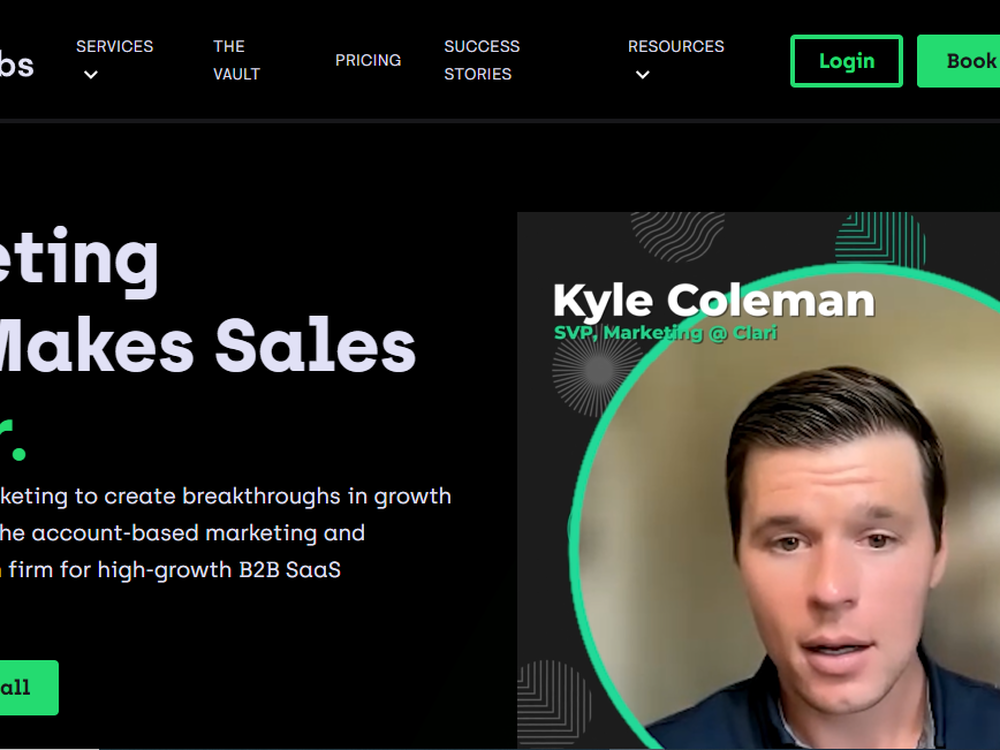 bs
SERVICES
THE
VAULT
PRICING
SUCCESS
STORIES
RESOURCES
Login
Book
eting
Makes Sales
r.
keting to create breakthroughs in growth
he account-based marketing and
firm for high-growth B2B SaaS
all
Kyle Coleman
SVP, Marketing @ Clari